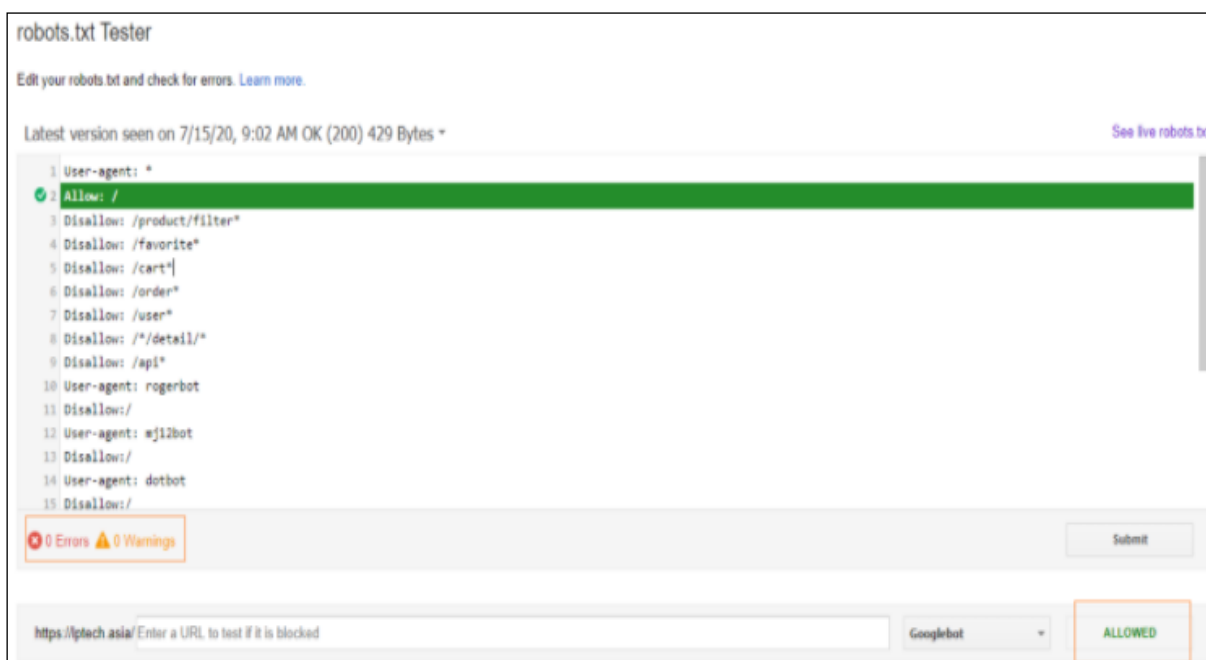 robots.txt Tester
Edit your robots.txt and check for errors. Learn more.
Latest version seen on 7/15/20, 9:02 AM OK (200) 429 Bytes
See live robots.tx
1 User-agent: *
2 Allow: /
3 Disallow: /product/filter*
4 Disallow: /favorite*
5 Disallow: /cart*
6 Disallow: /order*
7 Disallow: /user*
8 Disallow: /*/detail/*
9 Disallow: /api*
10 User-agent: rogerbot
11 Disallow:/
12 User-agent: mj12bot
13 Disallow:/
14 User-agent: dotbot
15 Disallow:/
0 Errors 0 Warnings
Submit
https://lptech.asia/ Enter a URL to test if it is blocked Googlebot ALLOWED